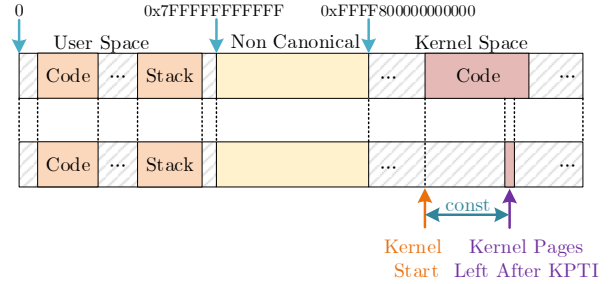 0 0x7FFFFFFFFFFF 0xFFFF800000000000
User Space Non Canonical Kernel Space
Code ... Stack ... Code ...
Code ... Stack ... ...
const
Kernel Kernel Pages
Start Left After KPTI